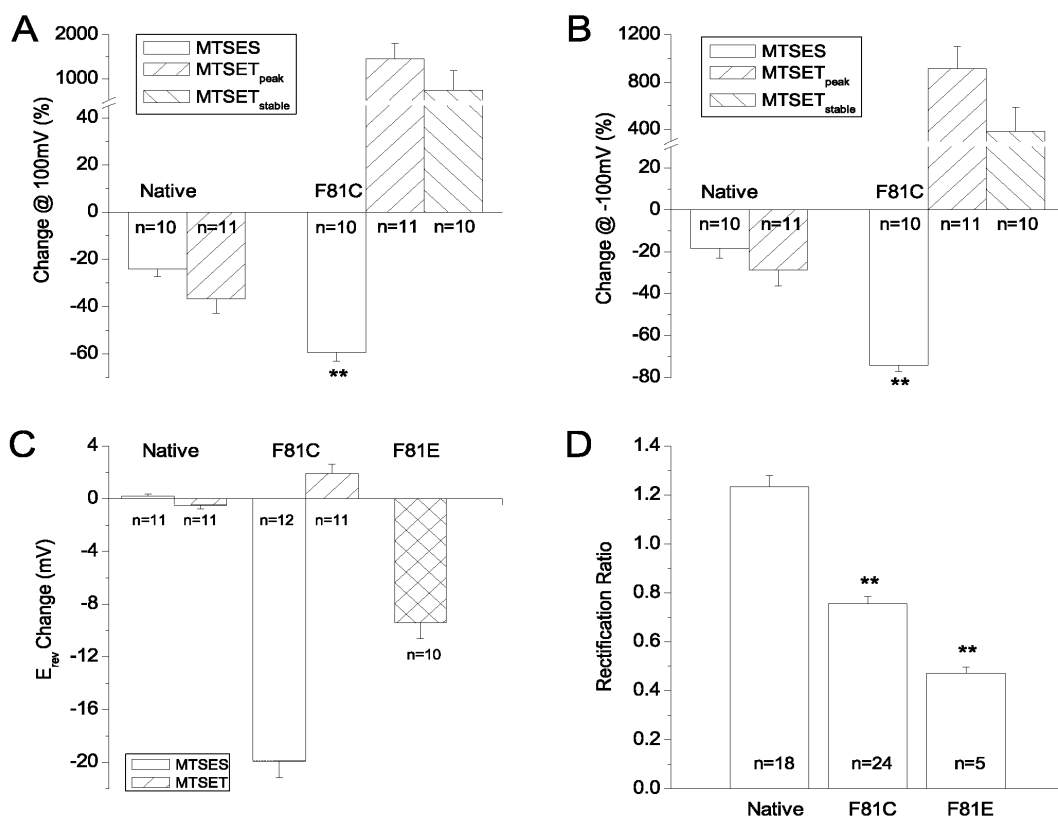 A
2000
1000
40
20
0
-20
-40
-60
Change @ 100mV (%)
MTSES
MTSETpeak
MTSETstable
Native
F81C
n=10
n=11
n=10
n=11
n=10
**
B
1200
800
400
20
0
-20
-40
-60
-80
Change @ -100mV (%)
MTSES
MTSETpeak
MTSETstable
Native
F81C
n=10
n=11
n=10
n=11
n=10
**
C
4
0
-4
-8
-12
-16
-20
Erev Change (mV)
Native
F81C
F81E
n=11
n=11
n=12
n=11
n=10
MTSES
MTSET
D
1.4
1.2
1.0
0.8
0.6
0.4
0.2
0.0
Rectification Ratio
**
**
n=18
n=24
n=5
Native
F81C
F81E